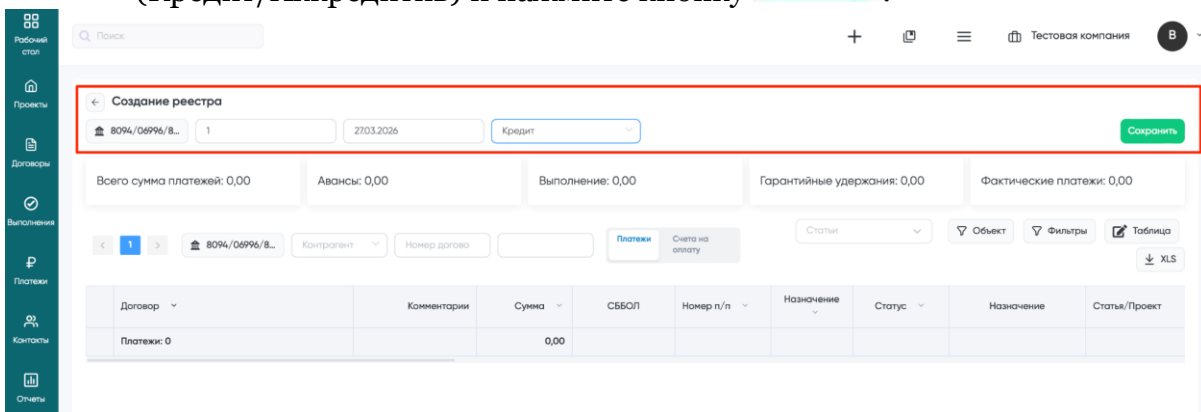 (Кредит/Аккредитив) и нажмите кнопку .
Рабочий стол
Поиск
Тестовая компания
B
Проекты
Создание реестра
8094/06996/8...
1
27.03.2026
Кредит
Сохранить
Договоры
Всего сумма платежей: 0,00
Авансы: 0,00
Выполнение: 0,00
Гарантийные удержания: 0,00
Фактические платежи: 0,00
Выполнения
1
8094/06996/8...
Контрагент
Номер догово
Платежи
Счета на оплату
Статьи
Объект
Фильтры
Таблица
XLS
Платежи
Договор
Комментарии
Сумма
СББОЛ
Номер п/п
Назначение
Статус
Назначение
Статья/Проект
Контакты
Платежи: 0
0,00
Отчеты